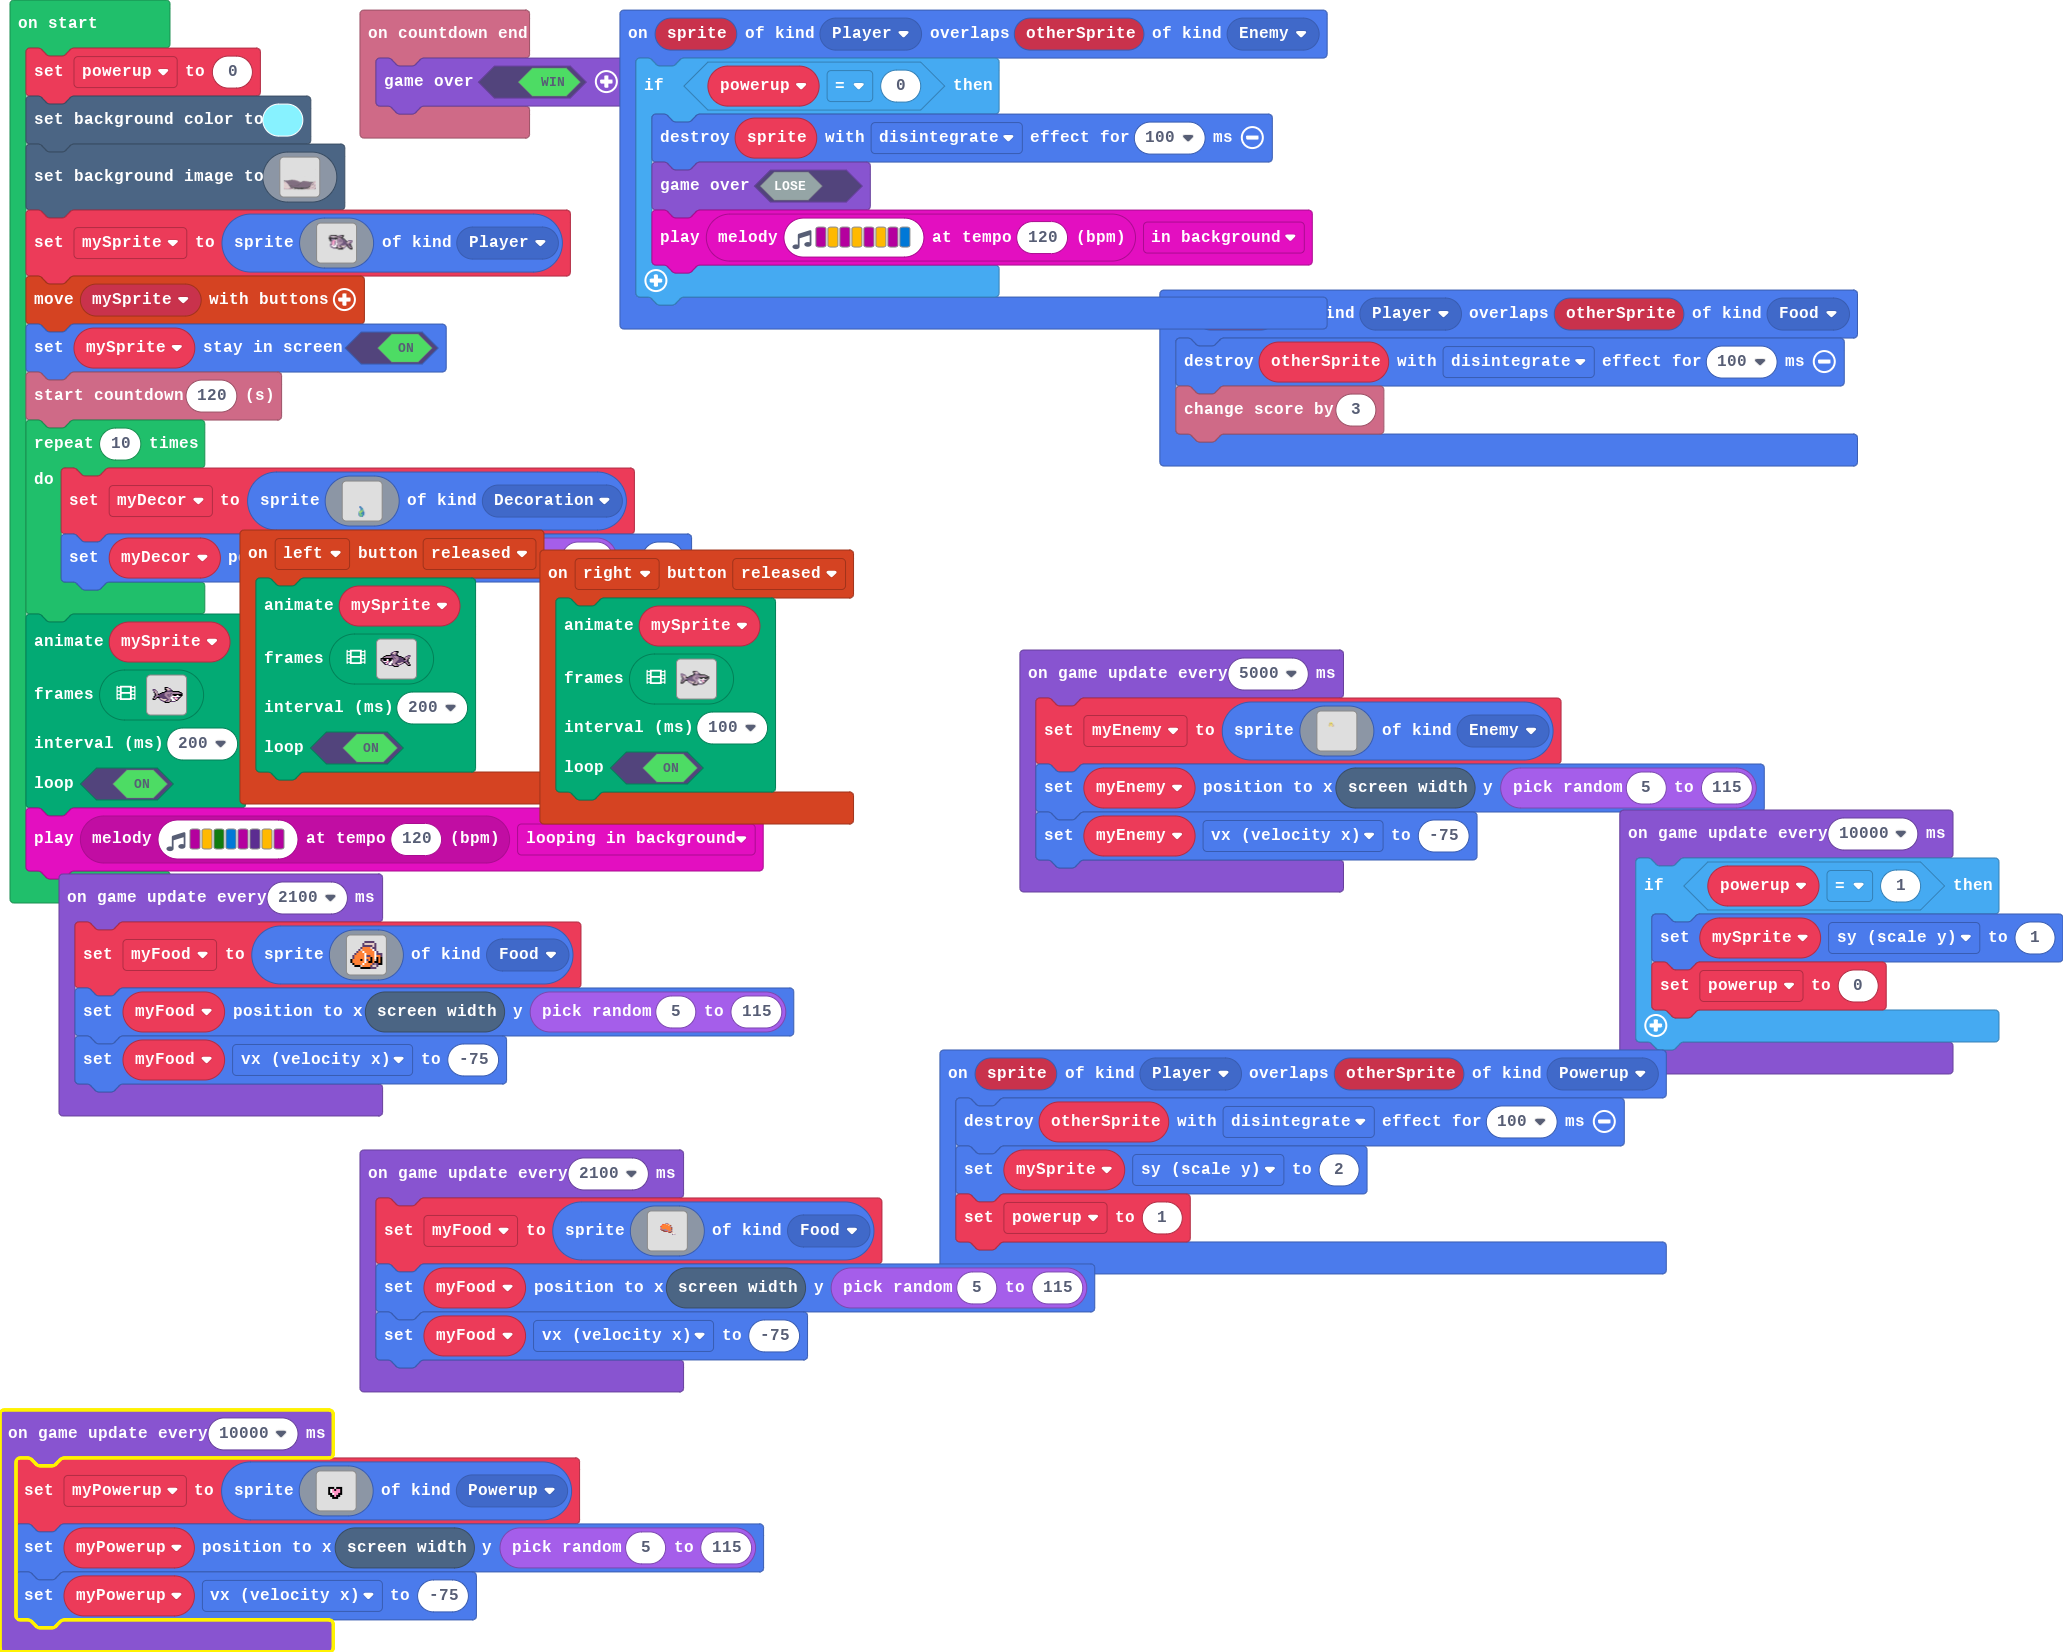 on start
set powerup to 0
set background color to
set background image to
set mySprite to sprite of kind Player
move mySprite with buttons
set mySprite stay in screen ON
start countdown 120 (s)
repeat 10 times
do
set myDecor to sprite of kind Decoration
set myDecor
animate mySprite
frames
interval (ms) 200
loop ON
play melody at tempo 120 (bpm) looping in background
on countdown end
game over WIN
on sprite of kind Player overlaps otherSprite of kind Enemy
if powerup = 0 then
destroy sprite with disintegrate effect for 100 ms
game over LOSE
play melody at tempo 120 (bpm) in background
Player overlaps otherSprite of kind Food
destroy otherSprite with disintegrate effect for 100 ms
change score by 3
on left button released
animate mySprite
frames
interval (ms) 200
loop ON
on right button released
animate mySprite
frames
interval (ms) 100
loop ON
on game update every 5000 ms
set myEnemy to sprite of kind Enemy
set myEnemy position to x screen width y pick random 5 to 115
set myEnemy vx (velocity x) to -75
on game update every 10000 ms
if powerup = 1 then
set mySprite sy (scale y) to 1
set powerup to 0
on game update every 2100 ms
set myFood to sprite of kind Food
set myFood position to x screen width y pick random 5 to 115
set myFood vx (velocity x) to -75
on sprite of kind Player overlaps otherSprite of kind Powerup
destroy otherSprite with disintegrate effect for 100 ms
set mySprite sy (scale y) to 2
set powerup to 1
on game update every 2100 ms
set myFood to sprite of kind Food
set myFood position to x screen width y pick random 5 to 115
set myFood vx (velocity x) to -75
on game update every 10000 ms
set myPowerup to sprite of kind Powerup
set myPowerup position to x screen width y pick random 5 to 115
set myPowerup vx (velocity x) to -75